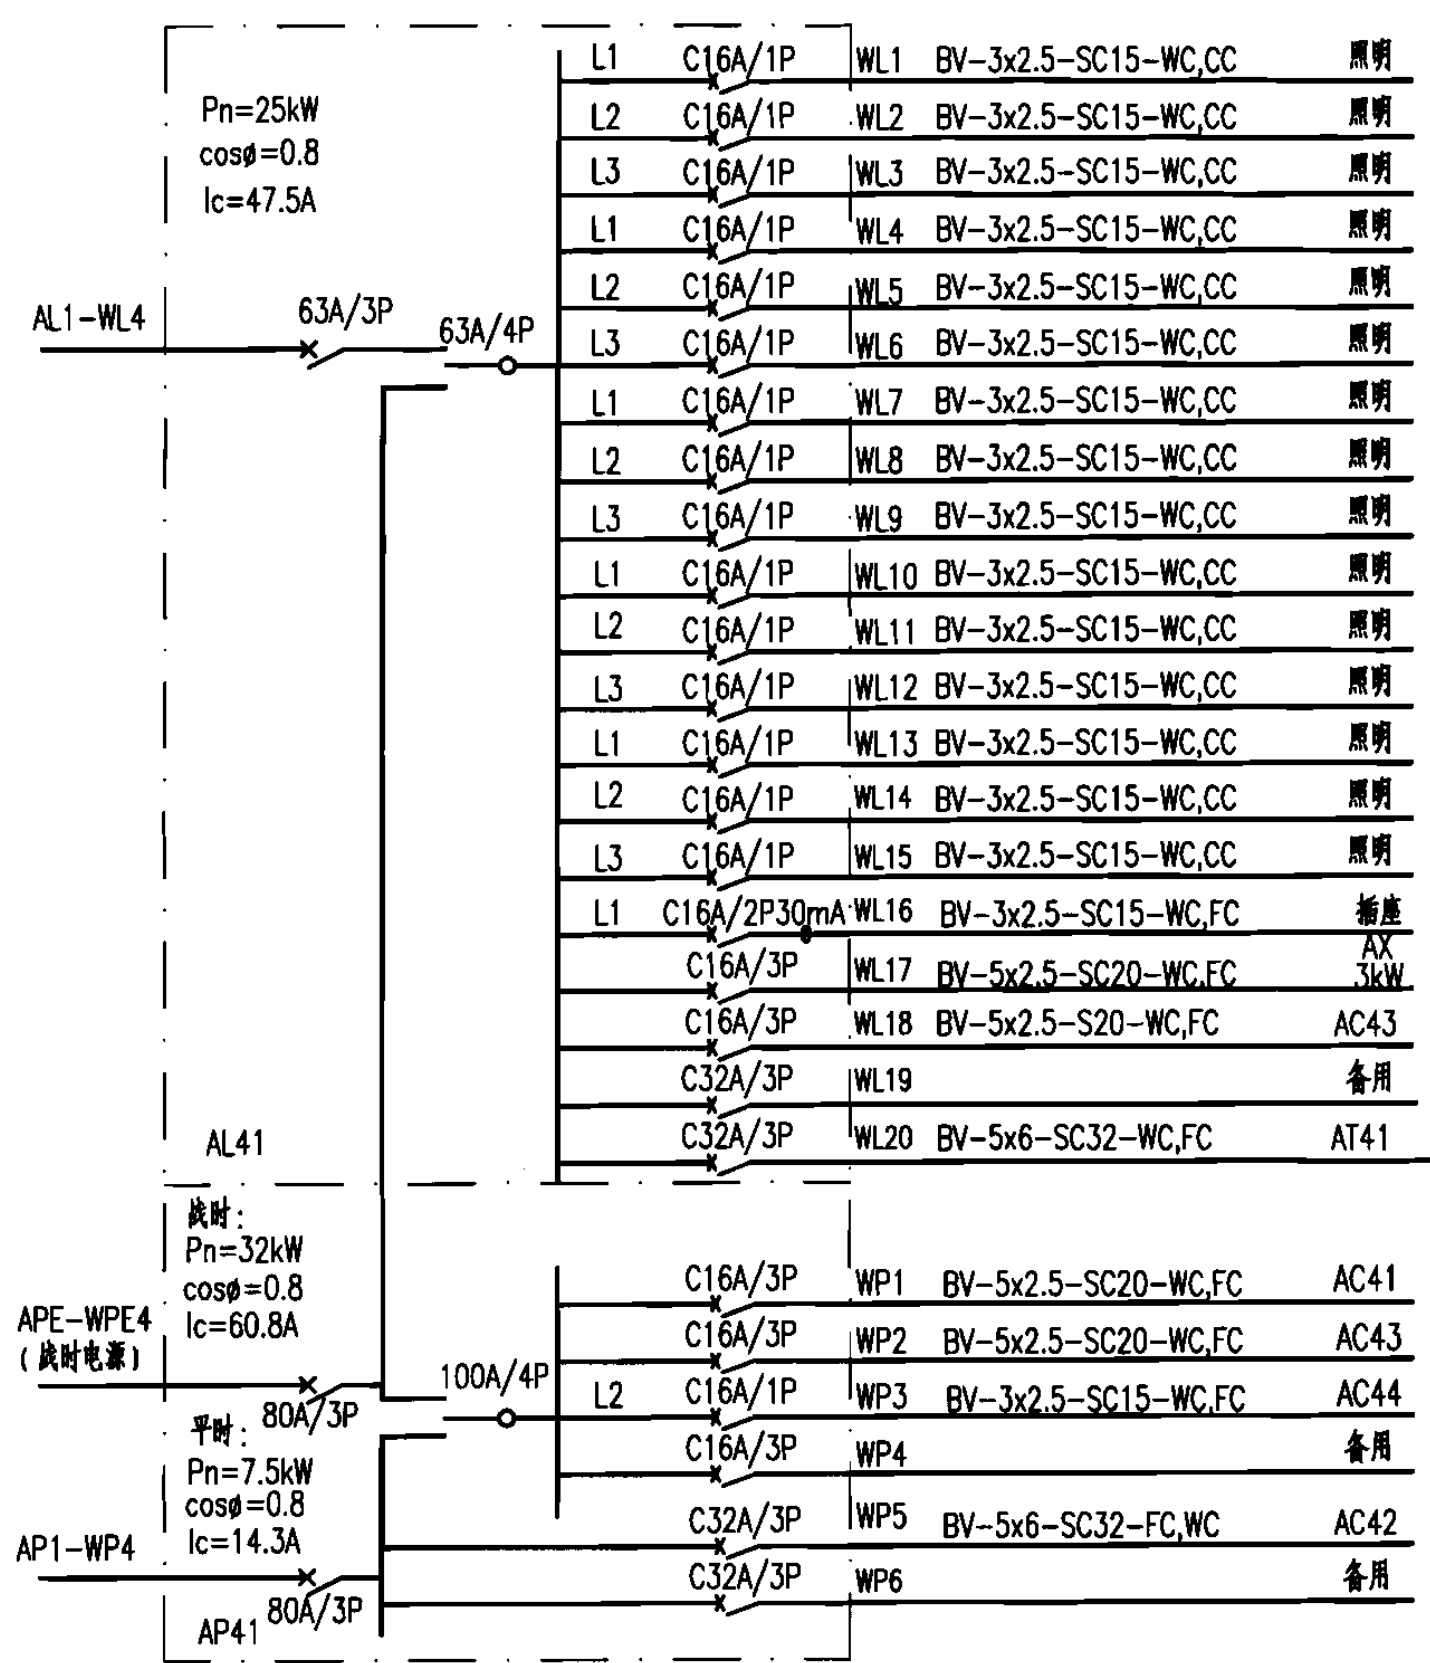 L1 C16A/1P WL1 BV-3x2.5-SC15-WC,CC 照明
Pn=25kW
L2 C16A/1P WL2 BV-3x2.5-SC15-WC,CC 照明
cosø=0.8
L3 C16A/1P WL3 BV-3x2.5-SC15-WC,CC 照明
Ic=47.5A
L1 C16A/1P WL4 BV-3x2.5-SC15-WC,CC 照明
L2 C16A/1P WL5 BV-3x2.5-SC15-WC,CC 照明
AL1-WL4 63A/3P 63A/4P
L3 C16A/1P WL6 BV-3x2.5-SC15-WC,CC 照明
L1 C16A/1P WL7 BV-3x2.5-SC15-WC,CC 照明
L2 C16A/1P WL8 BV-3x2.5-SC15-WC,CC 照明
L3 C16A/1P WL9 BV-3x2.5-SC15-WC,CC 照明
L1 C16A/1P WL10 BV-3x2.5-SC15-WC,CC 照明
L2 C16A/1P WL11 BV-3x2.5-SC15-WC,CC 照明
L3 C16A/1P WL12 BV-3x2.5-SC15-WC,CC 照明
L1 C16A/1P WL13 BV-3x2.5-SC15-WC,CC 照明
L2 C16A/1P WL14 BV-3x2.5-SC15-WC,CC 照明
L3 C16A/1P WL15 BV-3x2.5-SC15-WC,CC 照明
L1 C16A/2P30mA WL16 BV-3x2.5-SC15-WC,FC 插座
C16A/3P WL17 BV-5x2.5-SC20-WC,FC AX
3kW
C16A/3P WL18 BV-5x2.5-S20-WC,FC AC43
C32A/3P WL19 备用
AL41 C32A/3P WL20 BV-5x6-SC32-WC,FC AT41
战时:
Pn=32kW
cosø=0.8
Ic=60.8A
C16A/3P WP1 BV-5x2.5-SC20-WC,FC AC41
APE-WPE4
(战时电源)
C16A/3P WP2 BV-5x2.5-SC20-WC,FC AC43
80A/3P 100A/4P L2 C16A/1P WP3 BV-3x2.5-SC15-WC,FC AC44
平时:
Pn=7.5kW
cosø=0.8
Ic=14.3A
C16A/3P WP4 备用
C32A/3P WP5 BV-5x6-SC32-FC,WC AC42
AP1-WP4
80A/3P
C32A/3P WP6 备用
AP41